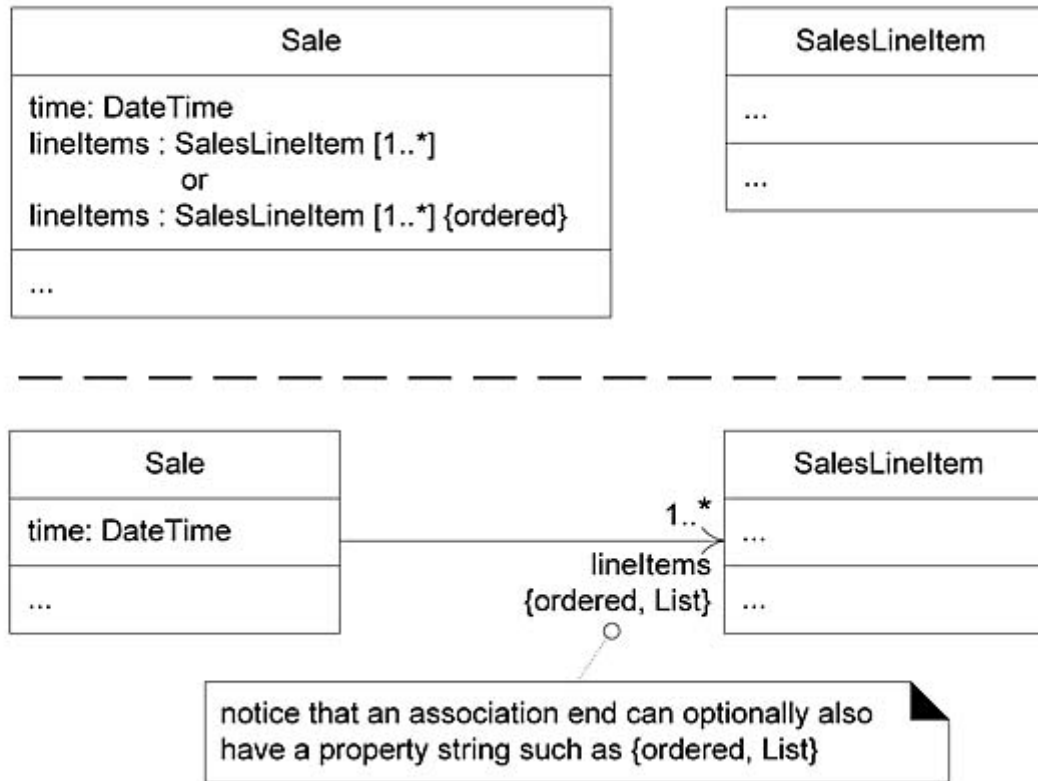 Sale
time: DateTime
lineItems : SalesLineItem [1..*]
or
lineItems : SalesLineItem [1..*] {ordered}
...
SalesLineItem
...
...
Sale
time: DateTime
...
1..*
lineItems
{ordered, List}
SalesLineItem
...
...
notice that an association end can optionally also
have a property string such as {ordered, List}